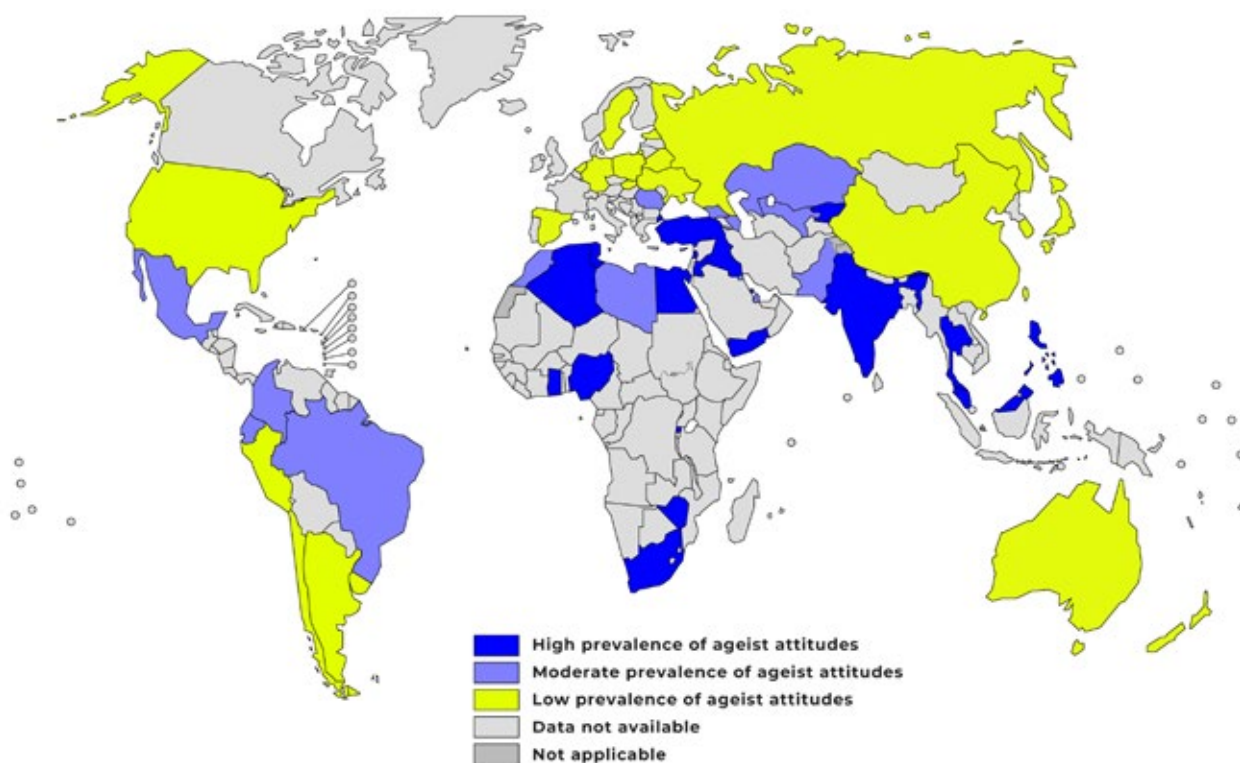 High prevalence of ageist attitudes
Moderate prevalence of ageist attitudes
Low prevalence of ageist attitudes
Data not available
Not applicable